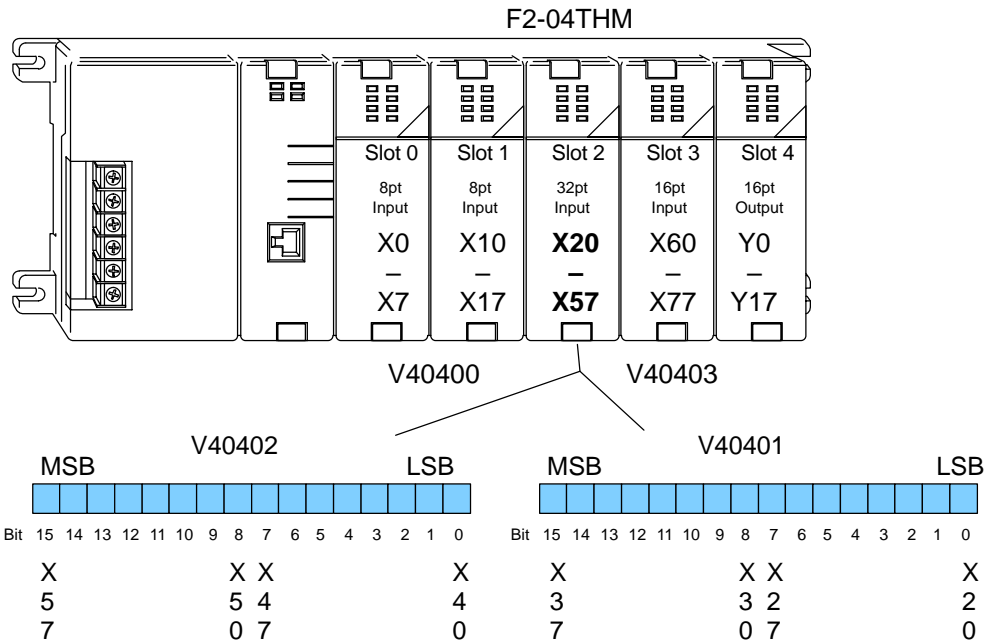 F2-04THM
Slot 0 Slot 1 Slot 2 Slot 3 Slot 4
8pt 8pt 32pt 16pt 16pt
Input Input Input Input Output
X0 X10 X20 X60 Y0
– – – – –
X7 X17 X57 X77 Y17
V40400 V40403
V40402 V40401
MSB LSB MSB LSB
Bit 15 14 13 12 11 10 9 8 7 6 5 4 3 2 1 0 Bit 15 14 13 12 11 10 9 8 7 6 5 4 3 2 1 0
X X X X X X X X
5 5 4 4 3 3 2 2
7 0 7 0 7 0 7 0